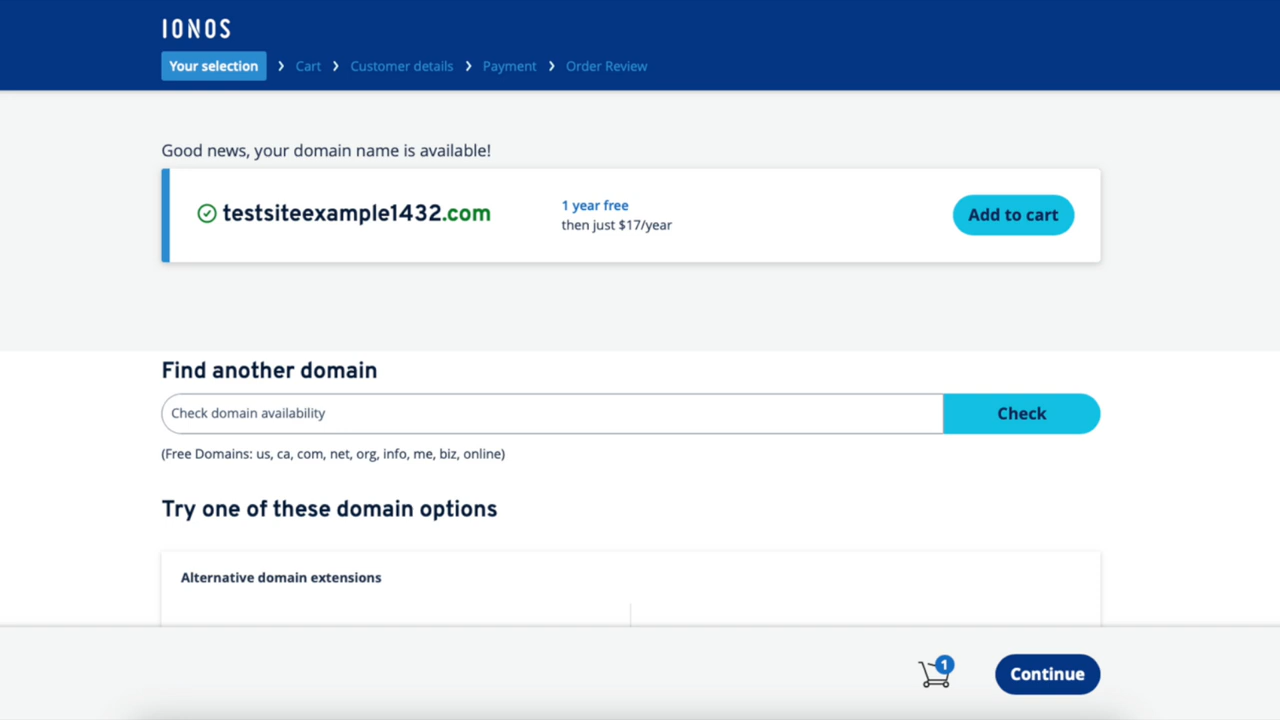 IONOS
Your selection > Cart > Customer details > Payment > Order Review
Good news, your domain name is available!
testsiteexample1432.com
1 year free
then just $17/year
Add to cart
Find another domain
Check domain availability
Check
(Free Domains: us, ca, com, net, org, info, me, biz, online)
Try one of these domain options
Alternative domain extensions
1
Continue